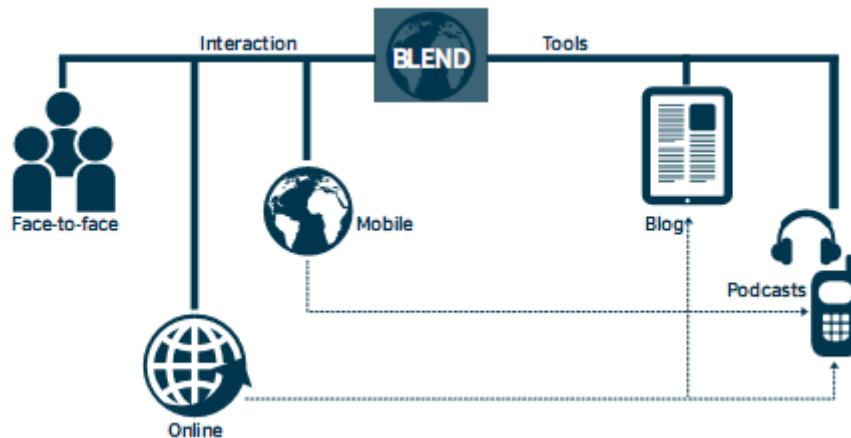 Interaction
BLEND
Tools
Face-to-face
Mobile
Blog
Podcasts
Online